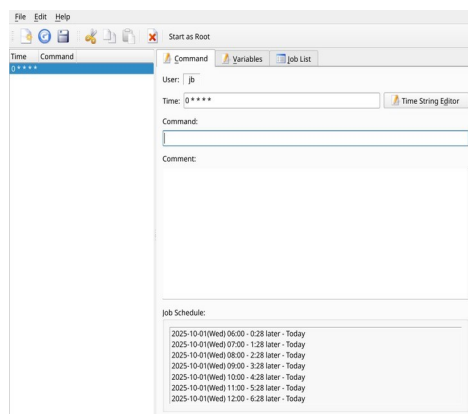 File Edit Help
Start as Root
Time Command
0 * * * *
Command Variables Job List
User: jb
Time: 0 * * * * Time String Editor
Command:
Comment:
Job Schedule:
2025-10-01(Wed) 06:00 - 0:28 later - Today
2025-10-01(Wed) 07:00 - 1:28 later - Today
2025-10-01(Wed) 08:00 - 2:28 later - Today
2025-10-01(Wed) 09:00 - 3:28 later - Today
2025-10-01(Wed) 10:00 - 4:28 later - Today
2025-10-01(Wed) 11:00 - 5:28 later - Today
2025-10-01(Wed) 12:00 - 6:28 later - Today